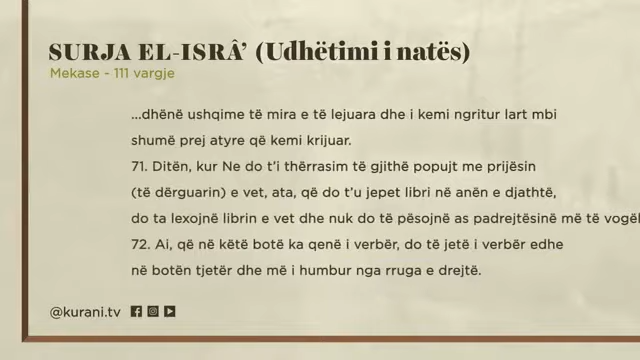 SURJA EL-ISRÂ’ (Udhëtimi i natës)
Mekase - 111 vargje
...dhënë ushqime të mira e të lejuara dhe i kemi ngritur lart mbi
shumë prej atyre që kemi krijuar.
71. Ditën, kur Ne do t’i thërrasim të gjithë popujt me prijësin
(të dërguarin) e vet, ata, që do t’u jepet libri në anën e djathtë,
do ta lexojnë librin e vet dhe nuk do të pësojnë as padrejtësinë më të
72. Ai, që në këtë botë ka qenë i verbër, do të jetë i verbër edhe
në botën tjetër dhe më i humbur nga rruga e drejtë.
@kurani.tv